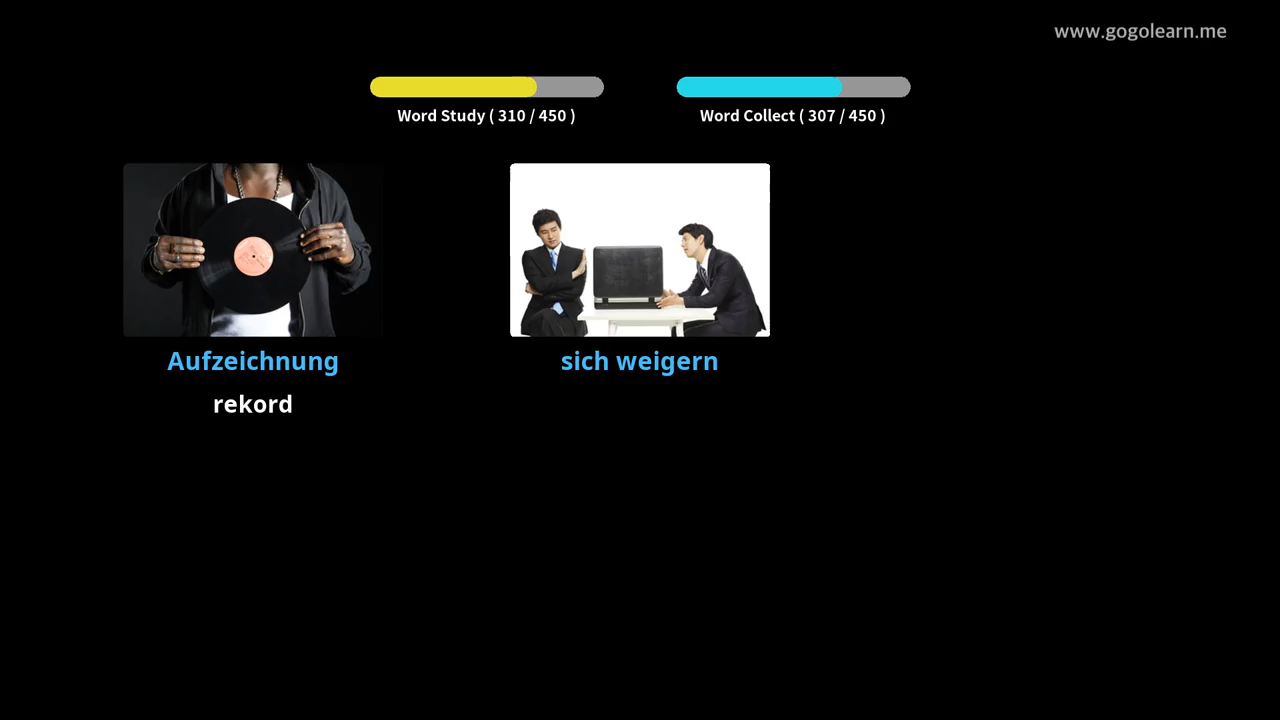 www.gogolearn.me
Word Study ( 310 / 450 )
Word Collect ( 307 / 450 )
Aufzeichnung
sich weigern
rekord